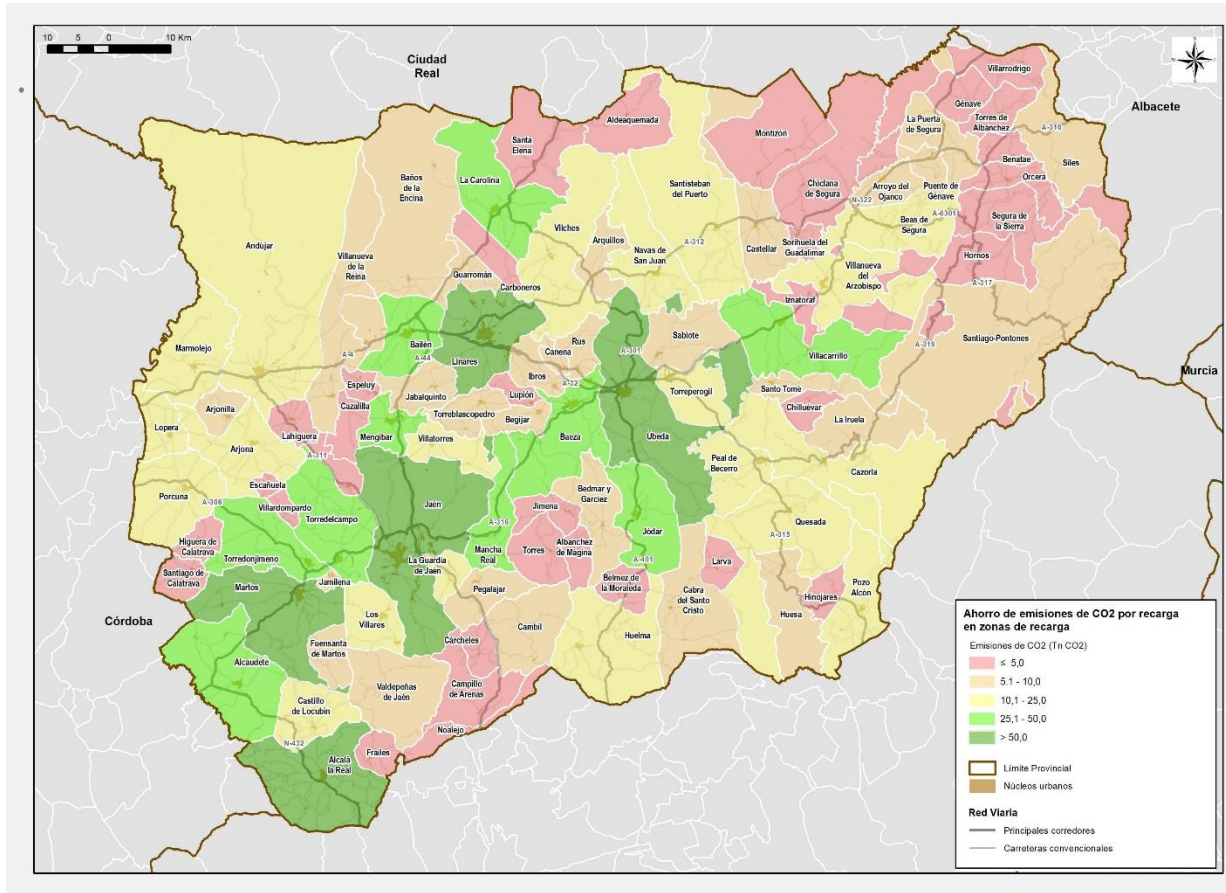 10 5 0 10 Km
Ciudad
Real
Albacete
Murcia
Córdoba
Villarrodrigo
Génave
Torres de
Albanchez
La Puerta
de Segura
A-310
Siles
Benatae
Orcera
Puente de
Génave
Arroyo del
Ojanco
Segura de
la Sierra
Beas de
Segura
A-6301
N-322
Hornos
A-317
Aldeaquemada
Santa
Elena
Montizón
Chiclana
de Segura
La Carolina
Baños
de la
Encina
Santisteban
del Puerto
Andújar
Villanueva
de la
Reina
Vilches
Arquillos
Navas de
San Juan
A-312
Castellar
Sorihuela del
Guadalimar
Villanueva
del
Arzobispo
Guarromán
Carboneros
Iznatoraf
Santiago-Pontones
Marmolejo
A-4
Bailén
A-44
Linares
Rus
Canena
A-301
Sabiote
Villacarrillo
A-319
Ibros
A-32
Espeluy
Jabalquinto
Lupión
Torreperogil
Santo Tomé
Chilluévar
La Iruela
Arjonilla
Cazalilla
Torreblascopedro
Begijar
Lopera
Lahiguera
Mengibar
Villatorres
Baeza
Úbeda
Arjona
A-311
Peal de
Becerro
Cazorla
Porcuna
A-306
Escañuela
Villardompardo
Torredelcampo
Jaén
Bedmar y
Garciez
Jimena
A-316
Jódar
Quesada
A-315
Higuera de
Calatrava
Torredonjimeno
La Guardia
de Jaén
Mancha
Real
Torres
Albanchez
de Mágina
A-401
Larva
Santiago de
Calatrava
Martos
Jamilena
Pegalajar
Bélmez de
la Moraleda
Cabra
del Santo
Cristo
Huesa
Hinojares
Pozo
Alcón
Los
Villares
Cambil
Huelma
Fuensanta
de Martos
Cárcheles
Alcaudete
Valdepeñas
de Jaén
Campillo
de Arenas
Castillo
de Locubín
Noalejo
N-432
Frailes
Alcalá
la Real
Ahorro de emisiones de CO2 por recarga
en zonas de recarga
Emisiones de CO2 (Tn CO2)
≤ 5,0
5.1 - 10,0
10,1 - 25,0
25,1 - 50,0
> 50,0
Límite Provincial
Núcleos urbanos
Red Viaria
Principales corredores
Carreteras convencionales